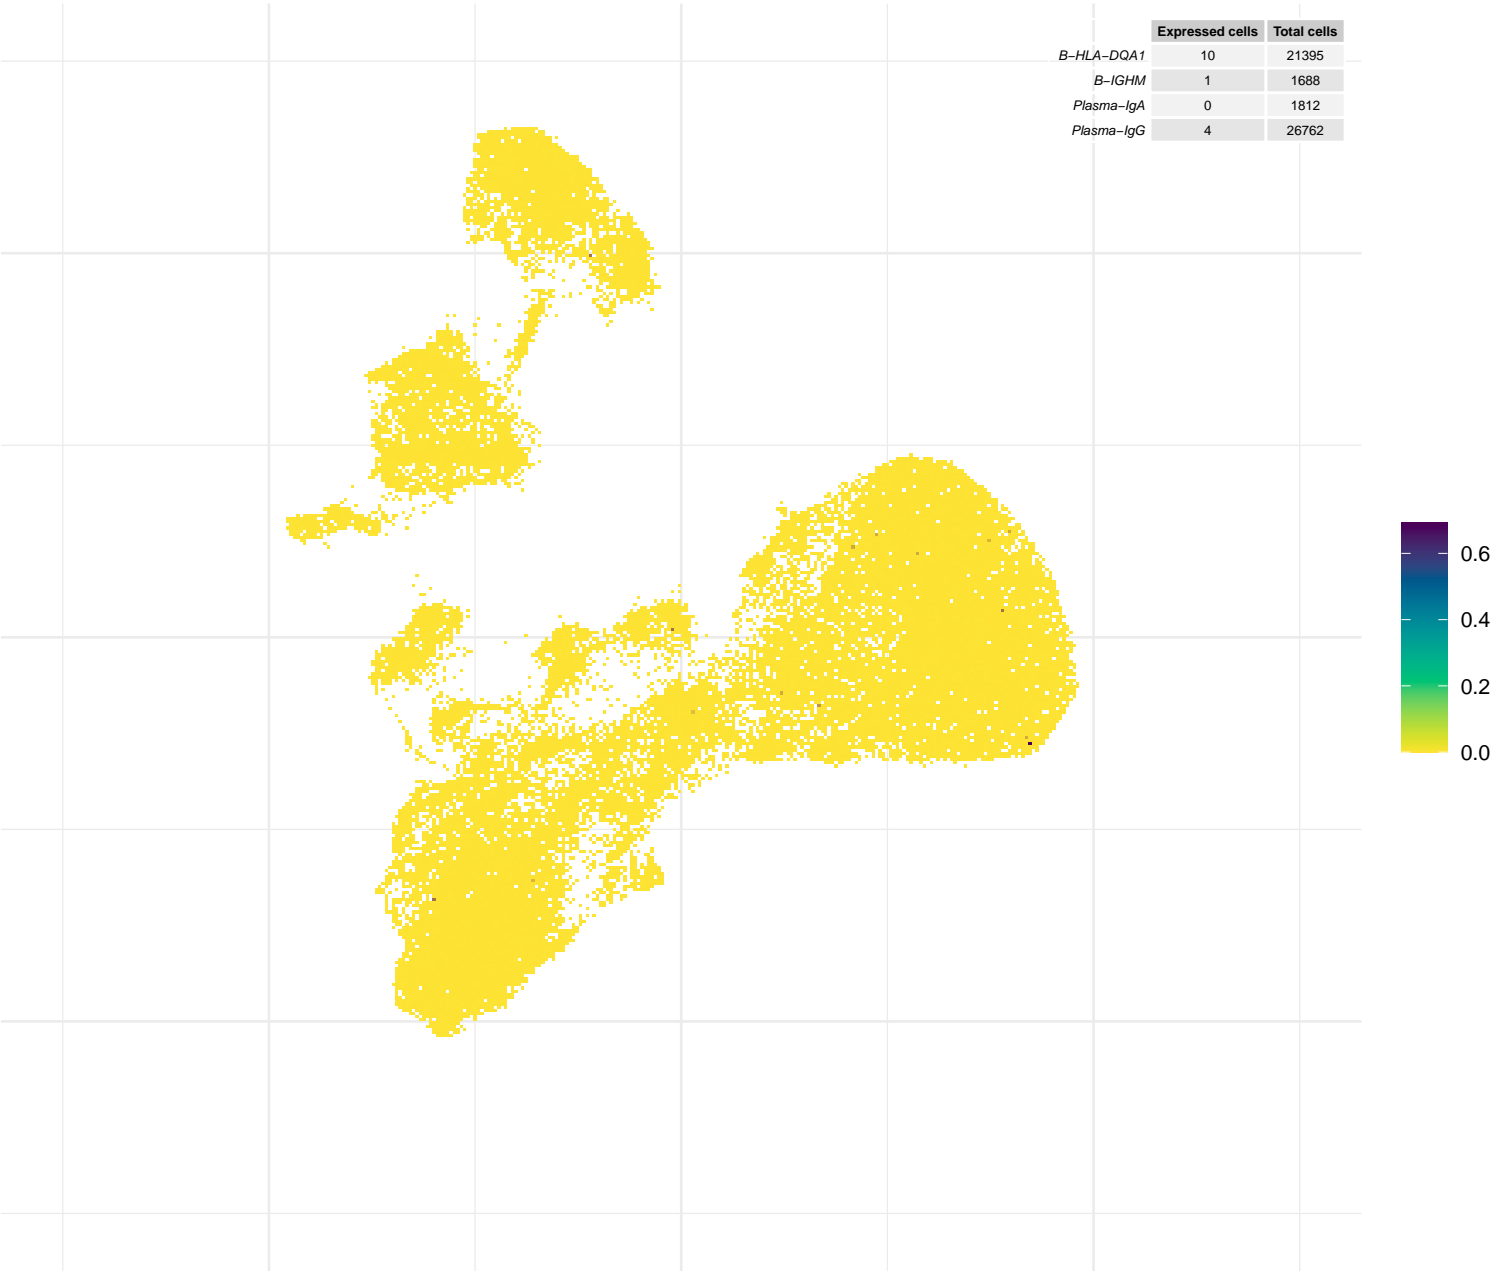 Expressed cells Total cells
B−HLA−DQA1 10 21395
B−IGHM 1 1688
Plasma−IgA 0 1812
Plasma−IgG 4 26762
0.6
0.4
0.2
0.0